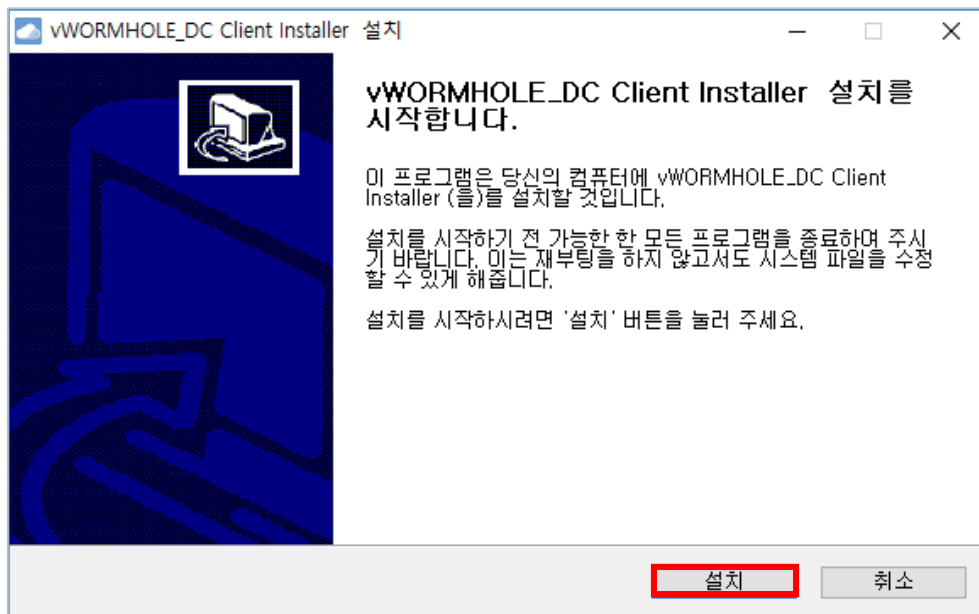 vWORMHOLE_DC Client Installer 설치
vWORMHOLE_DC Client Installer 설치를
시작합니다.
이 프로그램은 당신의 컴퓨터에 vWORMHOLE_DC Client
Installer (을)를 설치할 것입니다.
설치를 시작하기 전 가능한 한 모든 프로그램을 종료하여 주시
기 바랍니다. 이는 재부팅을 하지 않고서도 시스템 파일을 수정
할 수 있게 해줍니다.
설치를 시작하시려면 '설치' 버튼을 눌러 주세요.
설치
취소